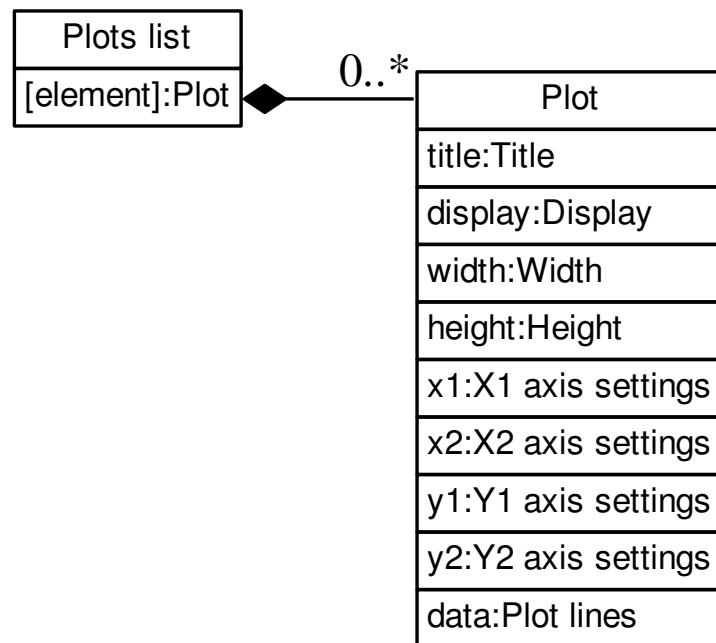 Plots list
[element]:Plot
0..*
Plot
title:Title
display:Display
width:Width
height:Height
x1:X1 axis settings
x2:X2 axis settings
y1:Y1 axis settings
y2:Y2 axis settings
data:Plot lines